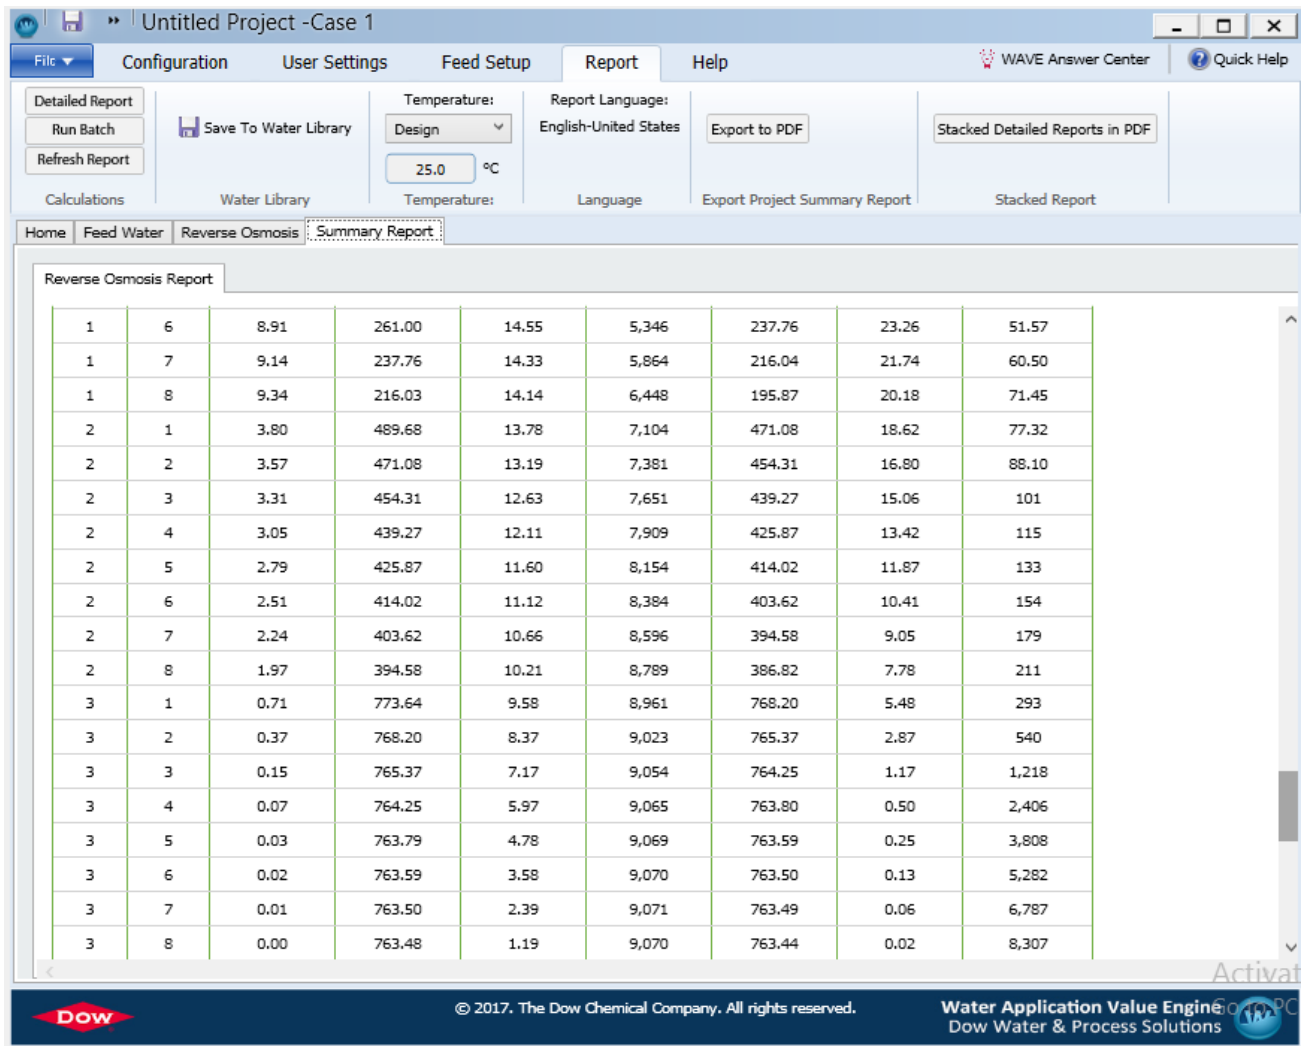 Untitled Project -Case 1
File Configuration User Settings Feed Setup Report Help WAVE Answer Center Quick Help
Detailed Report Temperature: Report Language:
Run Batch Save To Water Library Design English-United States Export to PDF Stacked Detailed Reports in PDF
Refresh Report 25.0 ºC
Calculations Water Library Temperature: Language Export Project Summary Report Stacked Report
Home Feed Water Reverse Osmosis Summary Report
Reverse Osmosis Report
1 6 8.91 261.00 14.55 5,346 237.76 23.26 51.57
1 7 9.14 237.76 14.33 5,864 216.04 21.74 60.50
1 8 9.34 216.03 14.14 6,448 195.87 20.18 71.45
2 1 3.80 489.68 13.78 7,104 471.08 18.62 77.32
2 2 3.57 471.08 13.19 7,381 454.31 16.80 88.10
2 3 3.31 454.31 12.63 7,651 439.27 15.06 101
2 4 3.05 439.27 12.11 7,909 425.87 13.42 115
2 5 2.79 425.87 11.60 8,154 414.02 11.87 133
2 6 2.51 414.02 11.12 8,384 403.62 10.41 154
2 7 2.24 403.62 10.66 8,596 394.58 9.05 179
2 8 1.97 394.58 10.21 8,789 386.82 7.78 211
3 1 0.71 773.64 9.58 8,961 768.20 5.48 293
3 2 0.37 768.20 8.37 9,023 765.37 2.87 540
3 3 0.15 765.37 7.17 9,054 764.25 1.17 1,218
3 4 0.07 764.25 5.97 9,065 763.80 0.50 2,406
3 5 0.03 763.79 4.78 9,069 763.59 0.25 3,808
3 6 0.02 763.59 3.58 9,070 763.50 0.13 5,282
3 7 0.01 763.50 2.39 9,071 763.49 0.06 6,787
3 8 0.00 763.48 1.19 9,070 763.44 0.02 8,307
Activat
DOW © 2017. The Dow Chemical Company. All rights reserved. Water Application Value Engine
Go to PC
Dow Water & Process Solutions